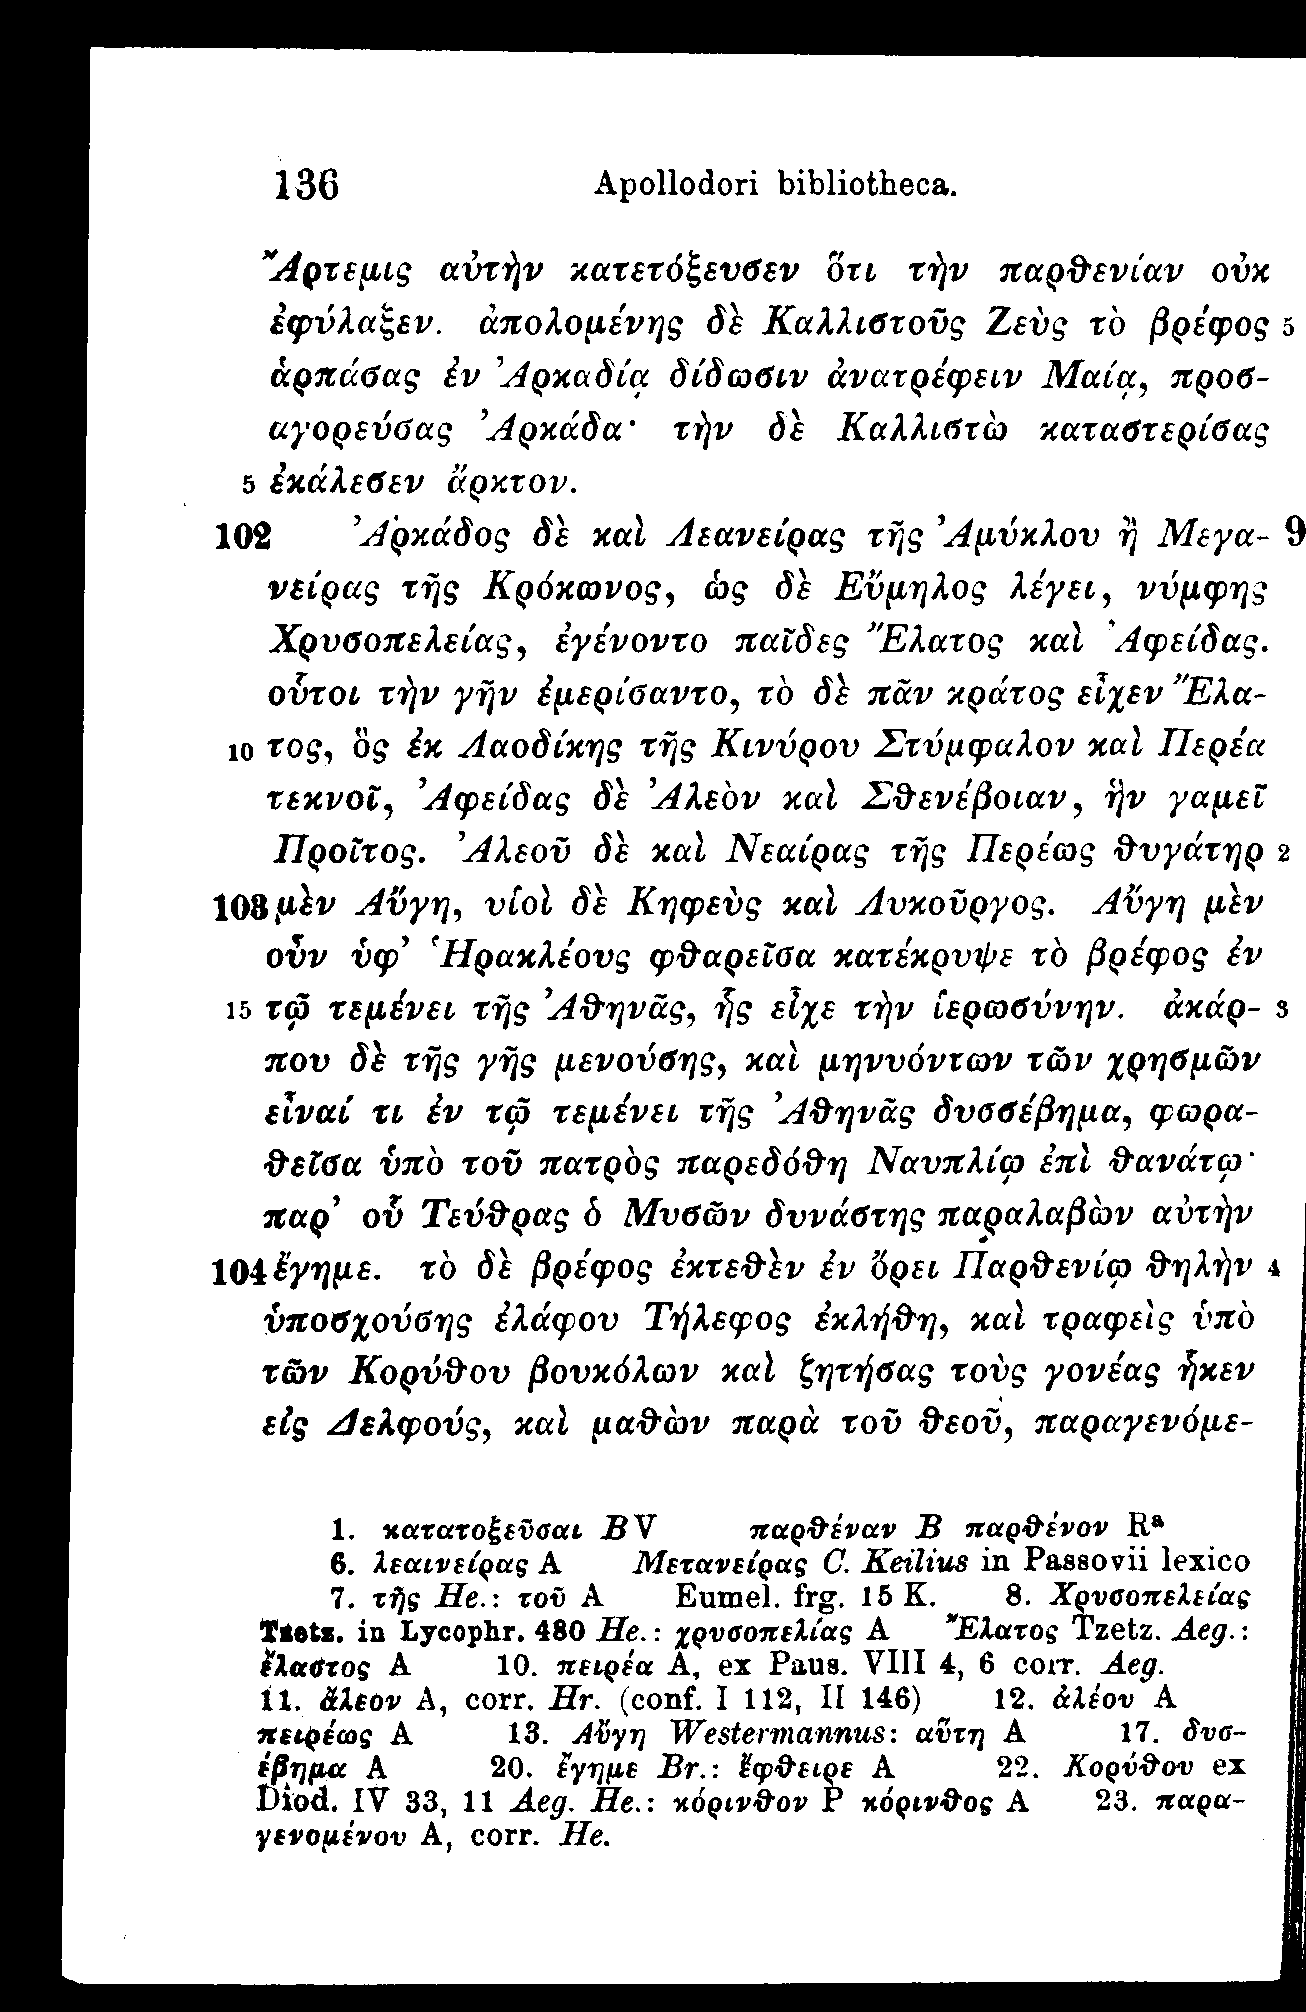 136 Apollodori bibliotheca.
Ἄρτεμις αὐτὴν κατετόξευσεν ὅτι τὴν παρθενίαν οὐκ
ἐφύλαξεν. ἀπολομένης δὲ Καλλιστοῦς Ζεὺς τὸ βρέφος 5
ἁρπάσας ἐν Ἀρκαδίᾳ δίδωσιν ἀνατρέφειν Μαίᾳ, προσ-
αγορεύσας Ἀρκάδα· τὴν δὲ Καλλιστὼ καταστερίσας
5 ἐκάλεσεν ἄρκτον.
102 Ἀρκάδος δὲ καὶ Λεανείρας τῆς Ἀμύκλου ἢ Μεγα- 9
νείρας τῆς Κρόκωνος, ὡς δὲ Εὔμηλος λέγει, νύμφης
Χρυσοπελείας, ἐγένοντο παῖδες Ἔλατος καὶ Ἀφείδας.
οὗτοι τὴν γῆν ἐμερίσαντο, τὸ δὲ πᾶν κράτος εἶχεν Ἔλα-
10 τος, ὃς ἐκ Λαοδίκης τῆς Κινύρου Στύμφαλον καὶ Περέα
τεκνοῖ, Ἀφείδας δὲ Ἀλεὸν καὶ Σθενέβοιαν, ἣν γαμεῖ
Προῖτος. Ἀλεοῦ δὲ καὶ Νεαίρας τῆς Περέως θυγάτηρ 2
103 μὲν Αὔγη, υἱοὶ δὲ Κηφεὺς καὶ Λυκοῦργος. Αὔγη μὲν
οὖν ὑφ’ Ἡρακλέους φθαρεῖσα κατέκρυψε τὸ βρέφος ἐν
15 τῷ τεμένει τῆς Ἀθηνᾶς, ἧς εἶχε τὴν ἱερωσύνην. ἀκάρ- 3
που δὲ τῆς γῆς μενούσης, καὶ μηνυόντων τῶν χρησμῶν
εἶναί τι ἐν τῷ τεμένει τῆς Ἀθηνᾶς δυσσέβημα, φωρα-
θεῖσα ὑπὸ τοῦ πατρὸς παρεδόθη Ναυπλίῳ ἐπὶ θανάτῳ·
παρ’ οὗ Τεύθρας ὁ Μυσῶν δυνάστης παραλαβὼν αὐτὴν
104 ἔγημε. τὸ δὲ βρέφος ἐκτεθὲν ἐν ὄρει Παρθενίῳ θηλὴν 4
ὑποσχούσης ἐλάφου Τήλεφος ἐκλήθη, καὶ τραφεὶς ὑπὸ
τῶν Κορύθου βουκόλων καὶ ζητήσας τοὺς γονέας ἧκεν
εἰς Δελφούς, καὶ μαθὼν παρὰ τοῦ θεοῦ, παραγενόμε-
1. κατατοξεῦσαι BV παρθέναν B παρθένον Rᵃ
6. λεαινείρας A Μετανείρας C. Keilius in Passovii lexico
7. τῆς He.: τοῦ A Eumel. frg. 15 K. 8. Χρυσοπελείας
Tzetz. in Lycophr. 480 He.: χρυσοπελίας A Ἔλατος Tzetz. Aeg.:
ἔλαστος A 10. πειρέα A, ex Paus. VIII 4, 6 corr. Aeg.
11. ἄλεον A, corr. Hr. (conf. I 112, II 146) 12. ἀλέου A
πειρέως A 13. Αὔγη Westermannus: αὕτη A 17. δυσ-
έβημα A 20. ἔγημε Br.: ἔφθειρε A 22. Κορύθου ex
Diod. IV 33, 11 Aeg. He.: κόρινθον P κόρινθος A 23. παρα-
γενομένου A, corr. He.